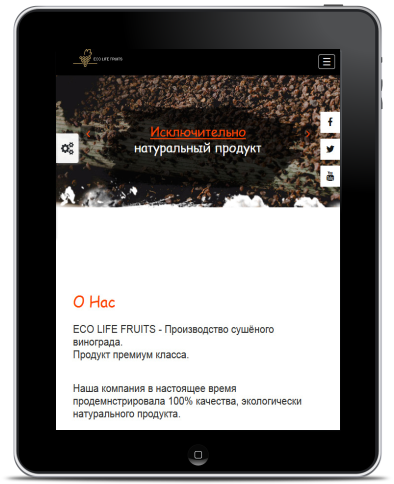 ECO LIFE FRUITS
Исключительно
натуральный продукт
You
О Нас
ECO LIFE FRUITS - Производство сушёного
винограда.
Продукт премиум класса.
Наша компания в настоящее время
продемнстрировала 100% качества, экологически
натурального продукта.